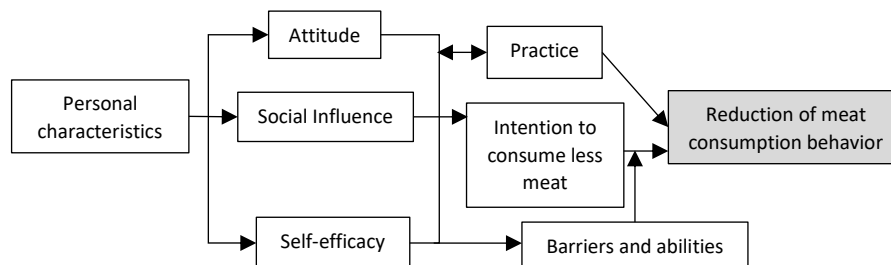 Attitude
Practice
Personal
characteristics
Social Influence
Intention to
consume less
meat
Reduction of meat
consumption behavior
Self-efficacy
Barriers and abilities